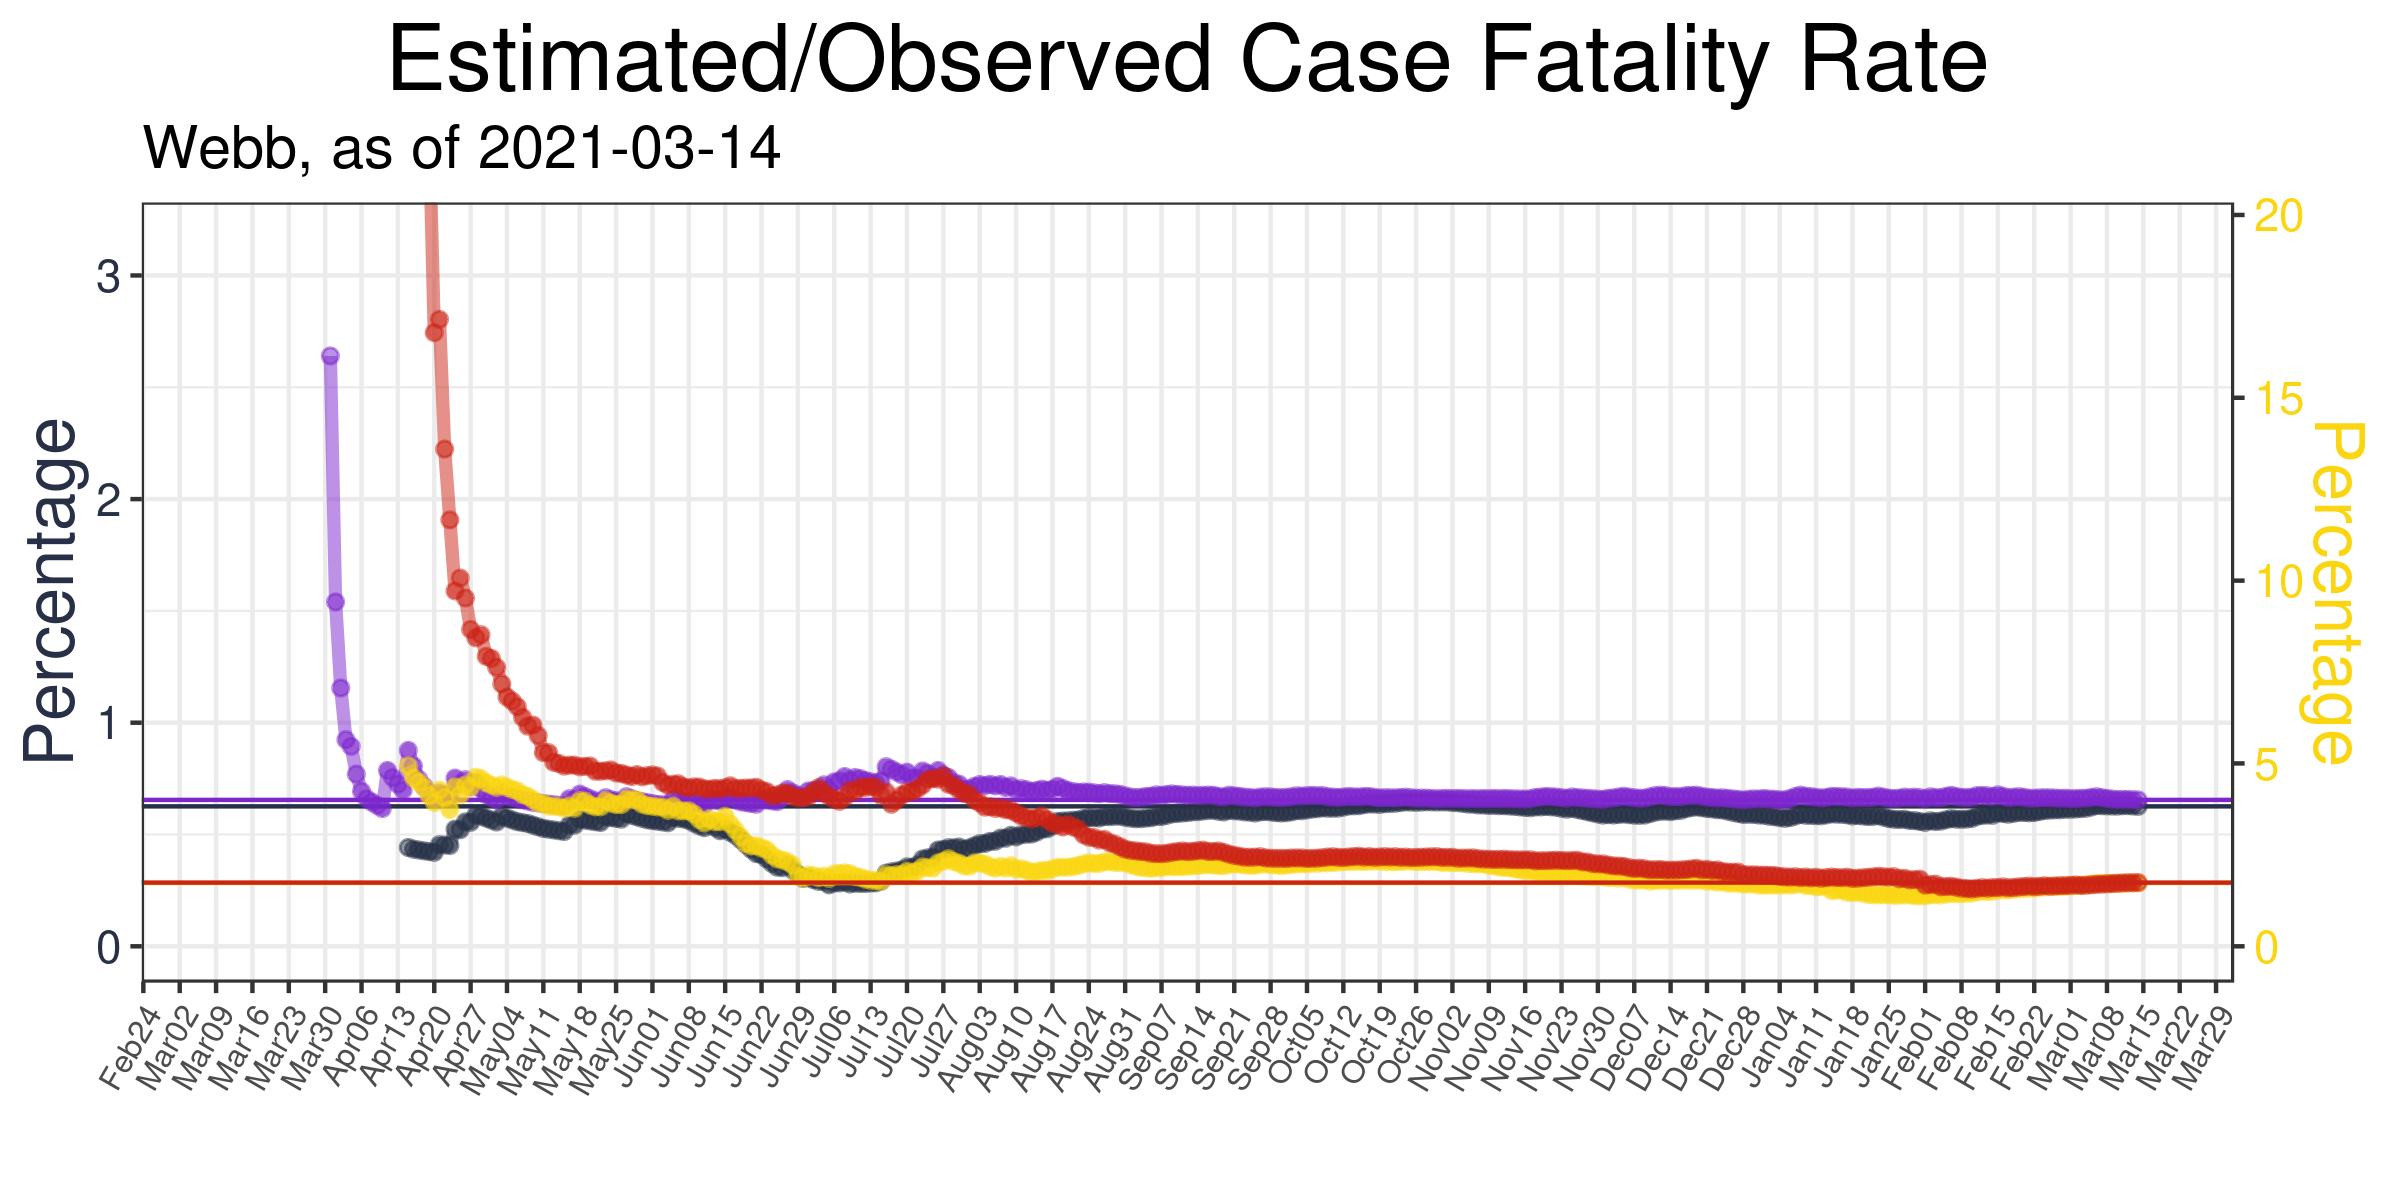 Estimated/Observed Case Fatality Rate
Webb, as of 2021-03-14
Percentage
3
2
1
0
20
15
10
5
0
Percentage
Feb24
Mar02
Mar09
Mar16
Mar23
Mar30
Apr06
Apr13
Apr20
Apr27
May04
May11
May18
May25
Jun01
Jun08
Jun15
Jun22
Jun29
Jul06
Jul13
Jul20
Jul27
Aug03
Aug10
Aug17
Aug24
Aug31
Sep07
Sep14
Sep21
Sep28
Oct05
Oct12
Oct19
Oct26
Nov02
Nov09
Nov16
Nov23
Nov30
Dec07
Dec14
Dec21
Dec28
Jan04
Jan11
Jan18
Jan25
Feb01
Feb08
Feb15
Feb22
Mar01
Mar08
Mar15
Mar22
Mar29